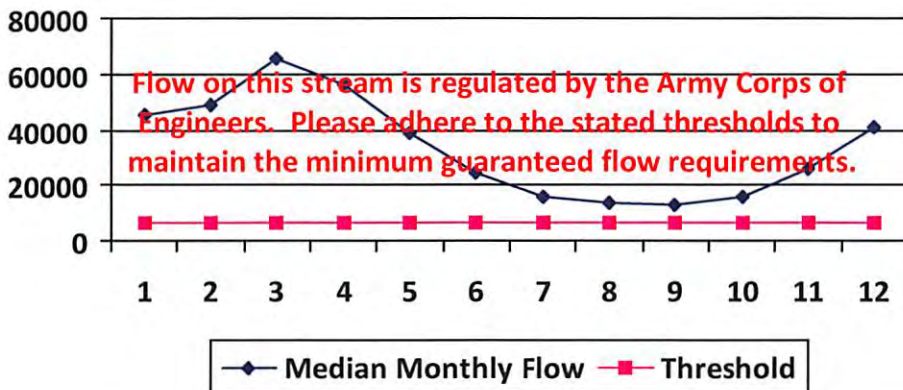 80000
60000
40000
20000
0
Flow on this stream is regulated by the Army Corps of
Engineers. Please adhere to the stated thresholds to
maintain the minimum guaranteed flow requirements.
1 2 3 4 5 6 7 8 9 10 11 12
Median Monthly Flow Threshold